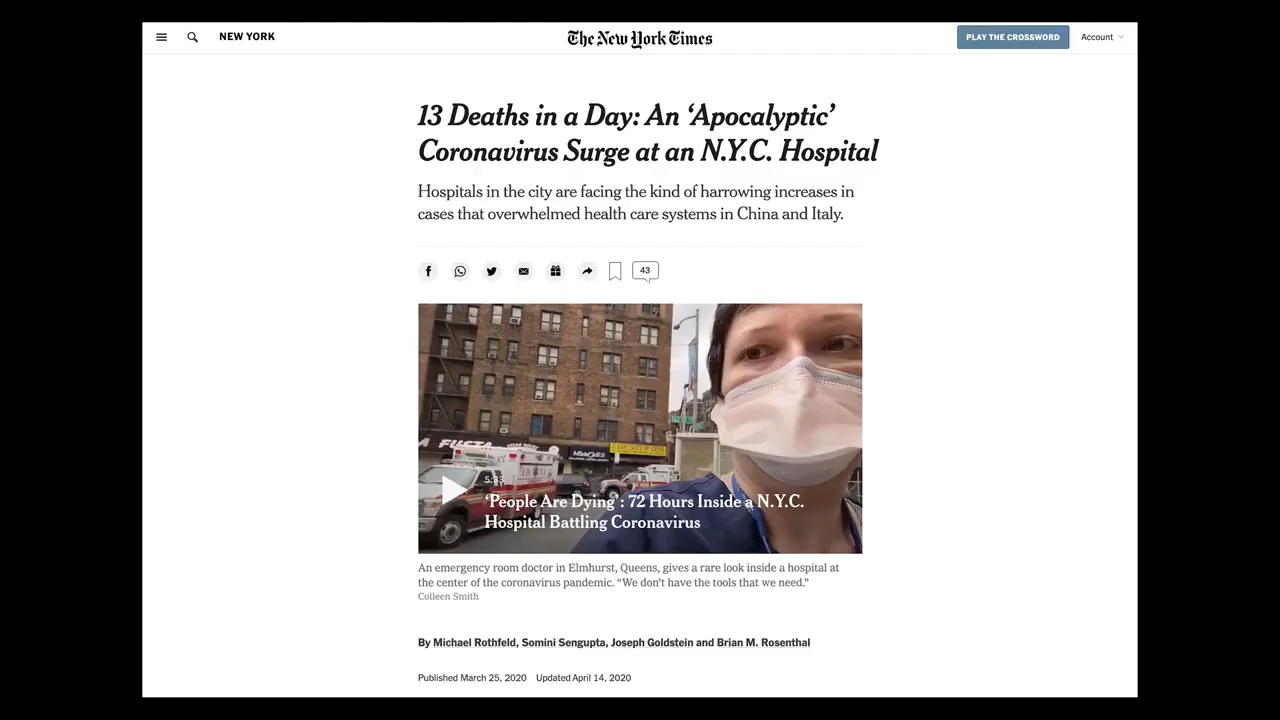 NEW YORK
The New York Times
PLAY THE CROSSWORD
Account
13 Deaths in a Day: An ‘Apocalyptic’
Coronavirus Surge at an N.Y.C. Hospital
Hospitals in the city are facing the kind of harrowing increases in
cases that overwhelmed health care systems in China and Italy.
43
5:33
‘People Are Dying’: 72 Hours Inside a N.Y.C.
Hospital Battling Coronavirus
An emergency room doctor in Elmhurst, Queens, gives a rare look inside a hospital at
the center of the coronavirus pandemic. “We don’t have the tools that we need.”
Colleen Smith
By Michael Rothfeld, Somini Sengupta, Joseph Goldstein and Brian M. Rosenthal
Published March 25, 2020 Updated April 14, 2020